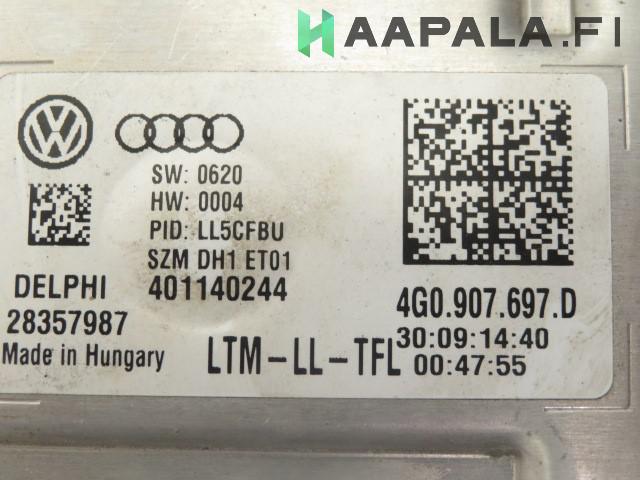 HAAPALA.FI
SW: 0620
HW: 0004
PID: LL5CFBU
SZM DH1 ET01
DELPHI 401140244
28357987
Made in Hungary
LTM-LL-TFL
4G0.907.697.D
30:09:14:40
00:47:55